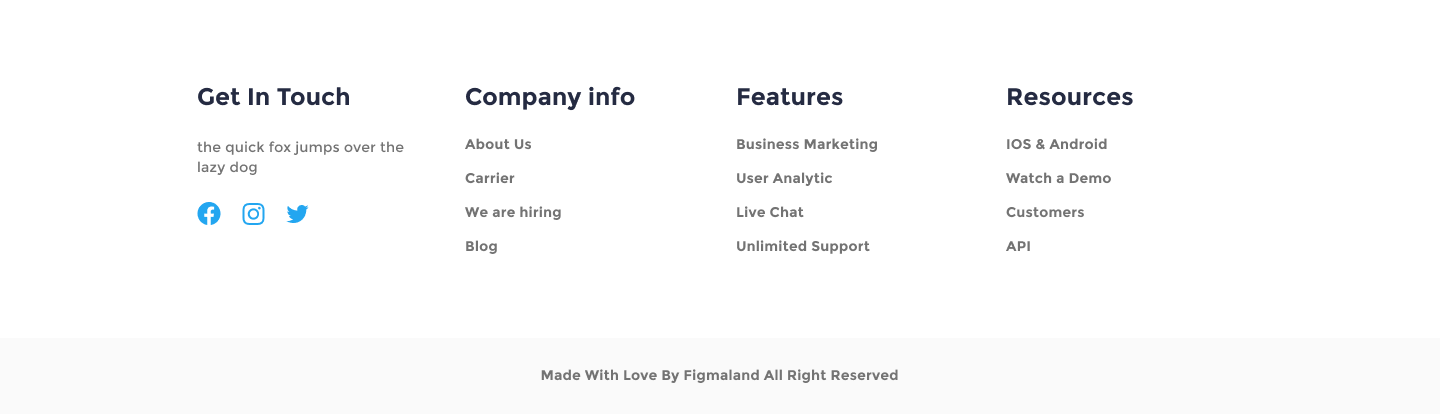 Get In Touch
the quick fox jumps over the
lazy dog
Company info
About Us
Carrier
We are hiring
Blog
Features
Business Marketing
User Analytic
Live Chat
Unlimited Support
Resources
IOS & Android
Watch a Demo
Customers
API
Made With Love By Figmaland All Right Reserved